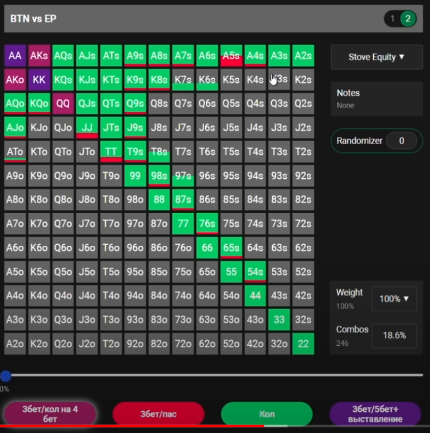 BTN vs EP
1 2
AA AKs AQs AJs ATs A9s A8s A7s A6s A5s A4s A3s A2s
AKo KK KQs KJs KTs K9s K8s K7s K6s K5s K4s K3s K2s
AQo KQo QQ QJs QTs Q9s Q8s Q7s Q6s Q5s Q4s Q3s Q2s
AJo KJo QJo JJ JTs J9s J8s J7s J6s J5s J4s J3s J2s
ATo KTo QTo JTo TT T9s T8s T7s T6s T5s T4s T3s T2s
A9o K9o Q9o J9o T9o 99 98s 97s 96s 95s 94s 93s 92s
A8o K8o Q8o J8o T8o 98o 88 87s 86s 85s 84s 83s 82s
A7o K7o Q7o J7o T7o 97o 87o 77 76s 75s 74s 73s 72s
A6o K6o Q6o J6o T6o 96o 86o 76o 66 65s 64s 63s 62s
A5o K5o Q5o J5o T5o 95o 85o 75o 65o 55 54s 53s 52s
A4o K4o Q4o J4o T4o 94o 84o 74o 64o 54o 44 43s 42s
A3o K3o Q3o J3o T3o 93o 83o 73o 63o 53o 43o 33 32s
A2o K2o Q2o J2o T2o 92o 82o 72o 62o 52o 42o 32o 22
Stove Equity ▼
Notes
None
Randomizer 0
Weight
100%
100% ▼
Combos
246
18.6%
0%
3бет/кол на 4
бет
3бет/пас
Кол
3бет/5бет+
выставление